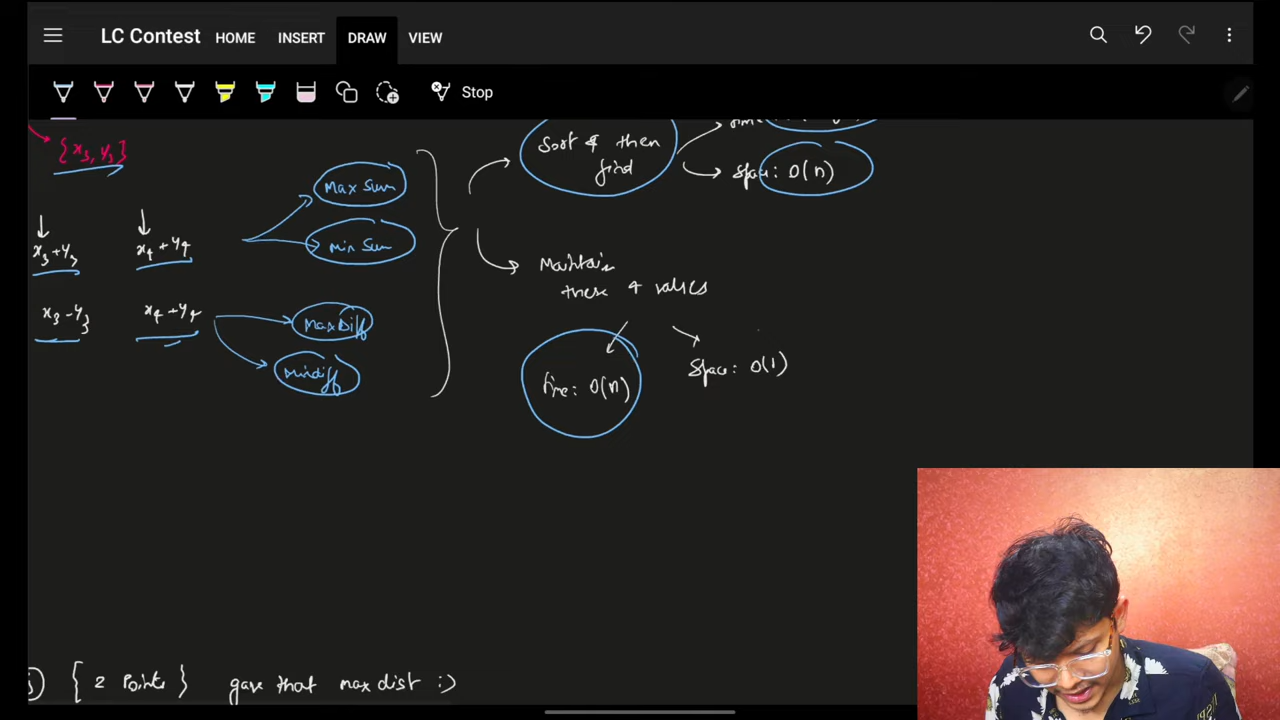 LC Contest HOME INSERT DRAW VIEW
Stop
{x3, y3}
Sort & then
find
Space: O(n)
Max Sum
x3+y3
x4+y4
Min Sum
Maintain
these 4 values
x3-y3
x4+y4
Max Diff
Mindiff
Time: O(n)
Space: O(1)
{ 2 Points } gave that max dist :)